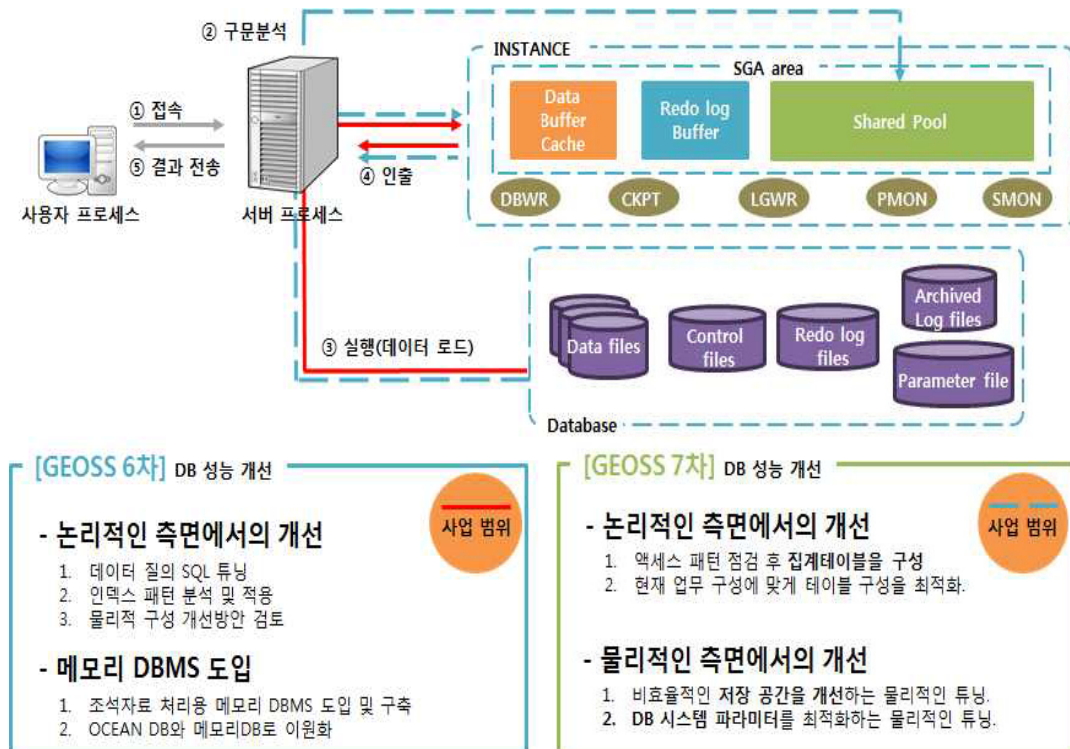 ② 구문분석
INSTANCE
SGA area
Data
Buffer
Cache
Redo log
Buffer
Shared Pool
① 접속
⑤ 결과 전송
④ 인출
사용자 프로세스
서버 프로세스
DBWR
CKPT
LGWR
PMON
SMON
③ 실행(데이터 로드)
Data files
Control
files
Redo log
files
Archived
Log files
Parameter file
Database
[GEOSS 6차] DB 성능 개선
사업 범위
- 논리적인 측면에서의 개선
1. 데이터 질의 SQL 튜닝
2. 인덱스 패턴 분석 및 적용
3. 물리적 구성 개선방안 검토
- 메모리 DBMS 도입
1. 조석자료 처리용 메모리 DBMS 도입 및 구축
2. OCEAN DB와 메모리DB로 이원화
[GEOSS 7차] DB 성능 개선
사업 범위
- 논리적인 측면에서의 개선
1. 액세스 패턴 점검 후 집계테이블을 구성
2. 현재 업무 구성에 맞게 테이블 구성을 최적화.
- 물리적인 측면에서의 개선
1. 비효율적인 저장 공간을 개선하는 물리적인 튜닝.
2. DB 시스템 파라미터를 최적화하는 물리적인 튜닝.